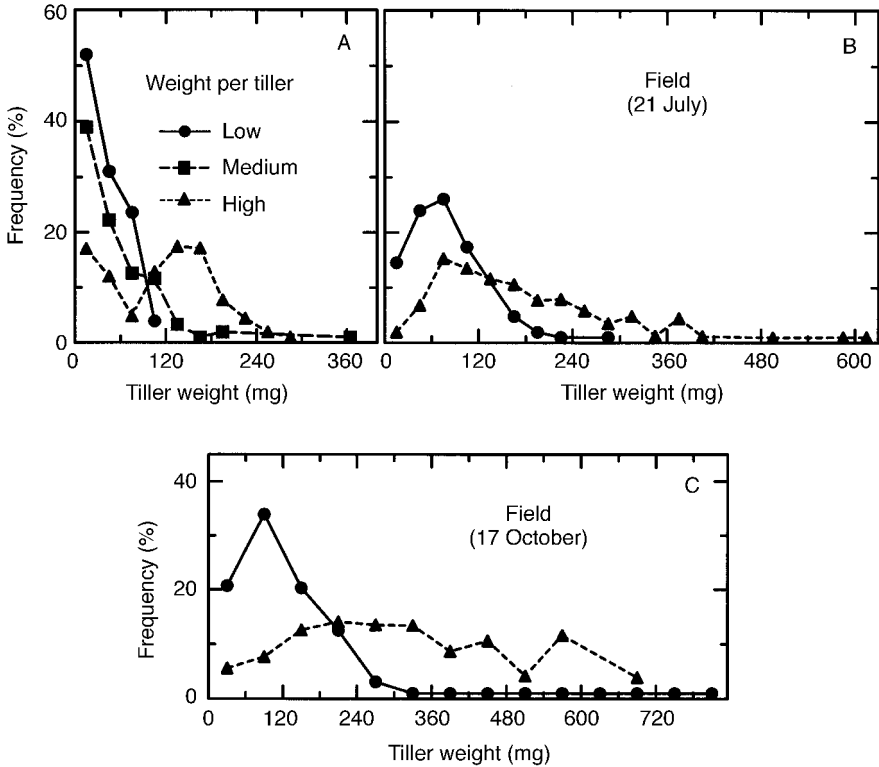 60
40
20
0
Frequency (%)
A
Weight per tiller
Low
Medium
High
0 120 240 360
Tiller weight (mg)
B
Field
(21 July)
0 120 240 360 480 600
Tiller weight (mg)
40
20
0
Frequency (%)
C
Field
(17 October)
0 120 240 360 480 600 720
Tiller weight (mg)